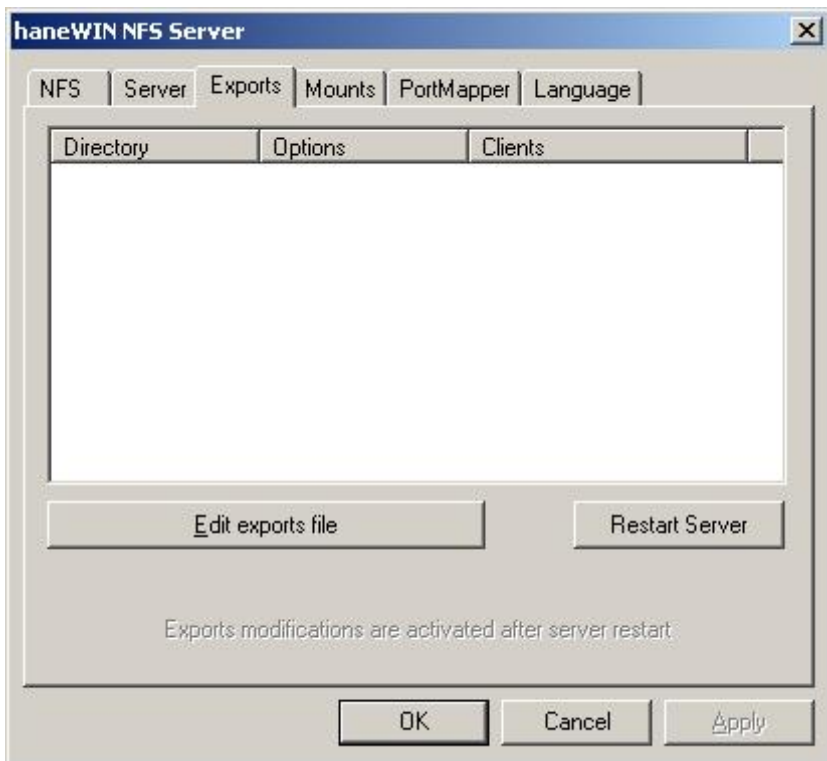 haneWIN NFS Server
NFS Server Exports Mounts PortMapper Language
Directory Options Clients
Edit exports file Restart Server
Exports modifications are activated after server restart
OK Cancel Apply